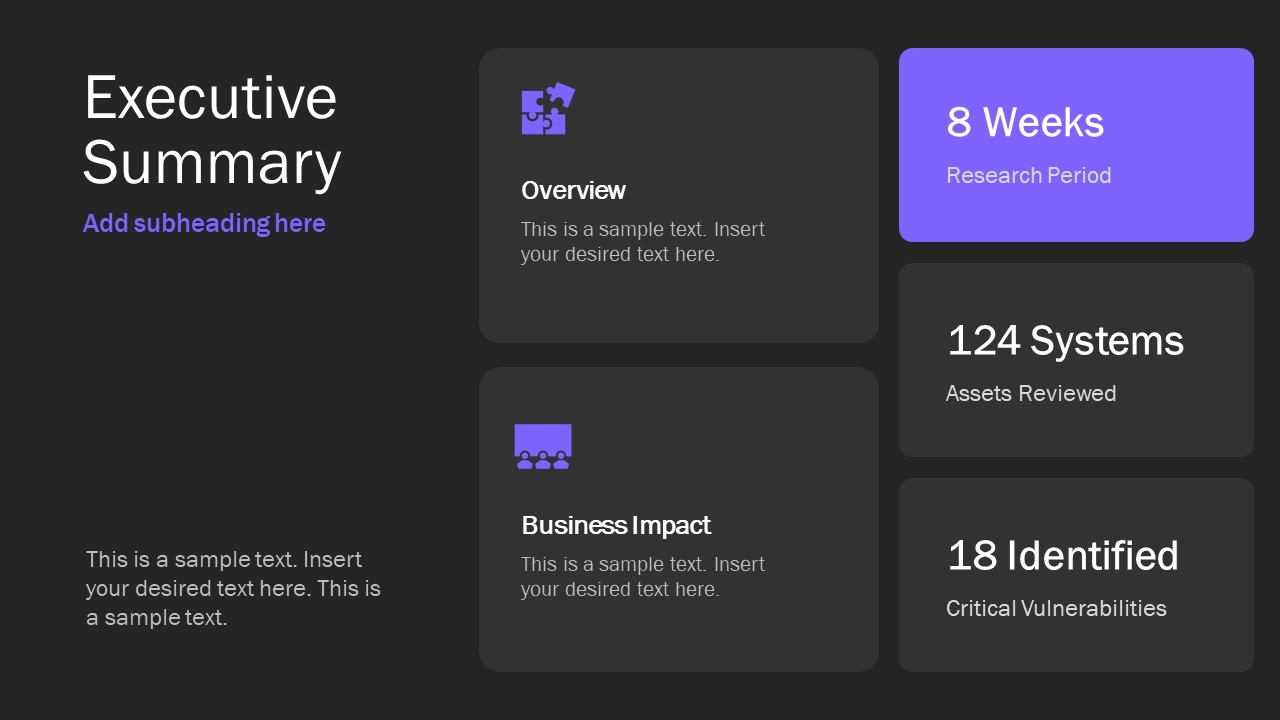 Executive
Summary
Add subheading here
This is a sample text. Insert
your desired text here. This is
a sample text.
Overview
This is a sample text. Insert
your desired text here.
Business Impact
This is a sample text. Insert
your desired text here.
8 Weeks
Research Period
124 Systems
Assets Reviewed
18 Identified
Critical Vulnerabilities